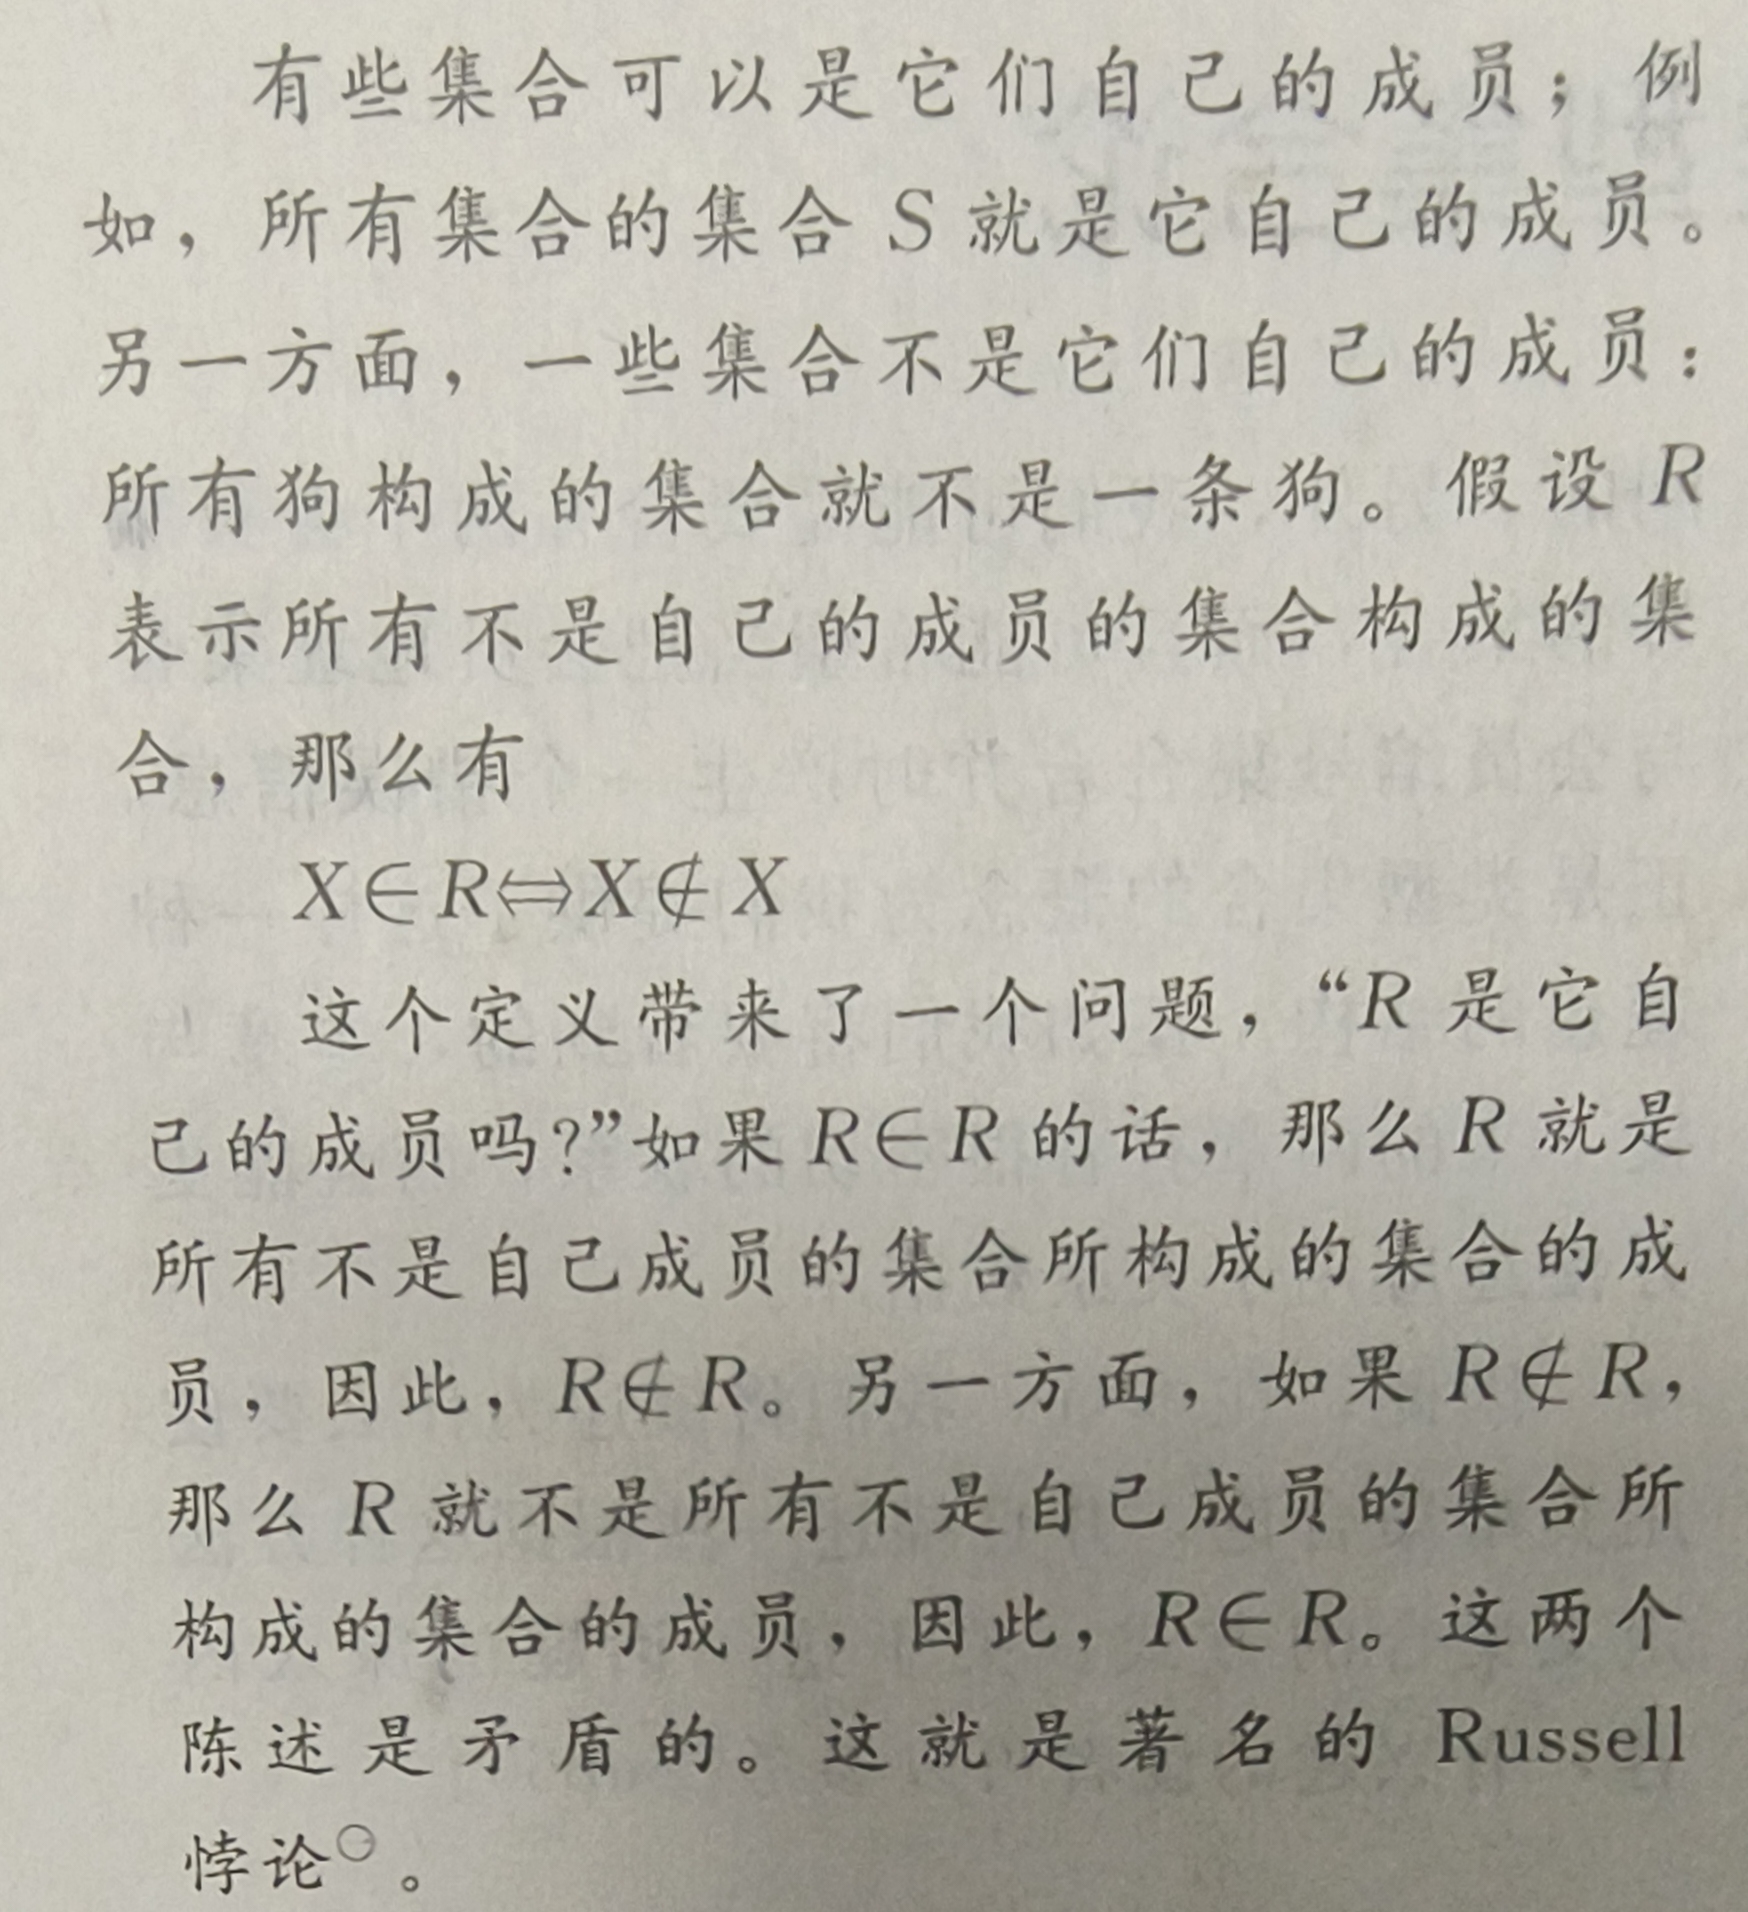 有些集合可以是它们自己的成员；例
如，所有集合的集合 S 就是它自己的成员。
另一方面，一些集合不是它们自己的成员：
所有狗构成的集合就不是一条狗。假设 R
表示所有不是自己的成员的集合构成的集
合，那么有
X∈R⇔X∉X
这个定义带来了一个问题，“R 是它自
己的成员吗?”如果 R∈R 的话，那么 R 就是
所有不是自己成员的集合所构成的集合的成
员，因此，R∉R。另一方面，如果 R∉R，
那么 R 就不是所有不是自己成员的集合所
构成的集合的成员，因此，R∈R。这两个
陈述是矛盾的。这就是著名的 Russell
悖论㊀。